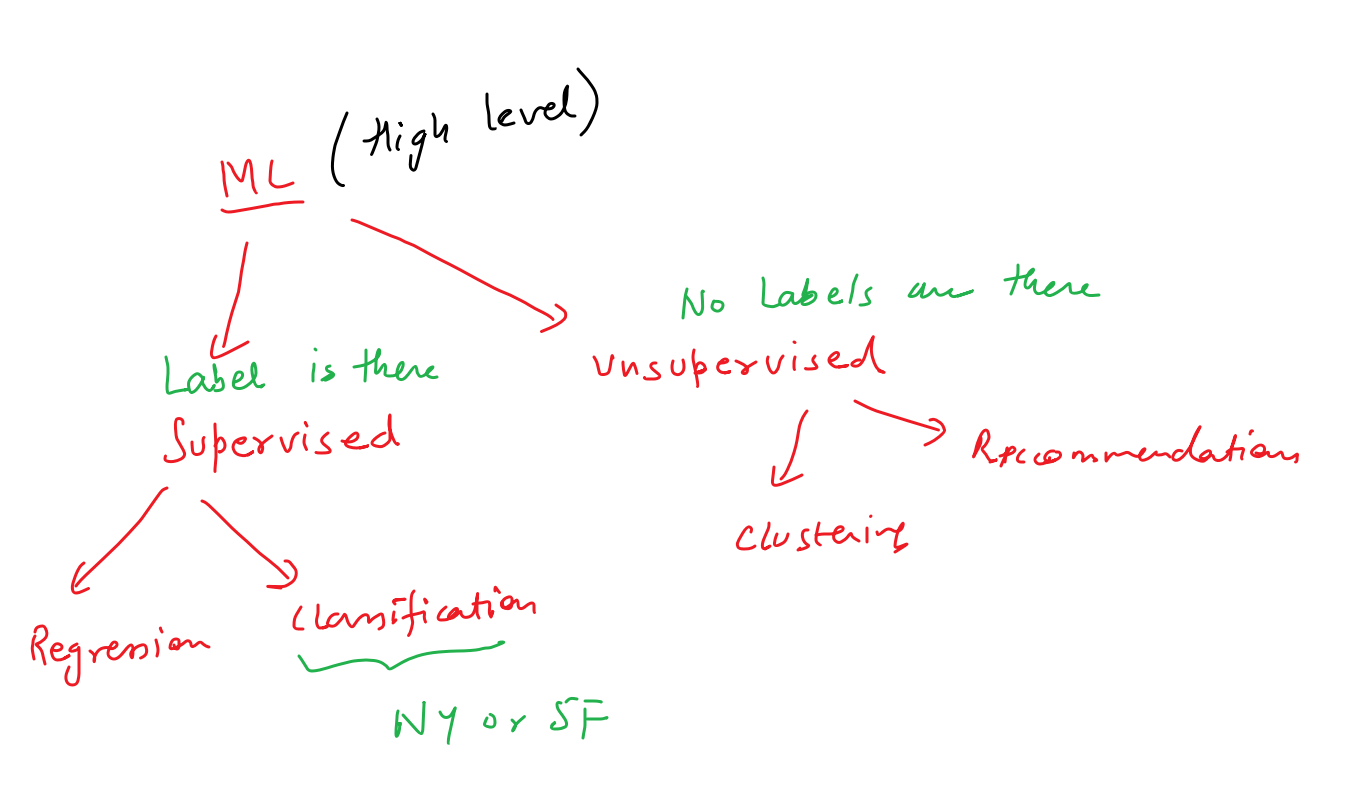 ML (High level)
No Labels are there
Label is there
Unsupervised
Supervised
Recommendation
Clustering
Regression
Classification
NY or SF